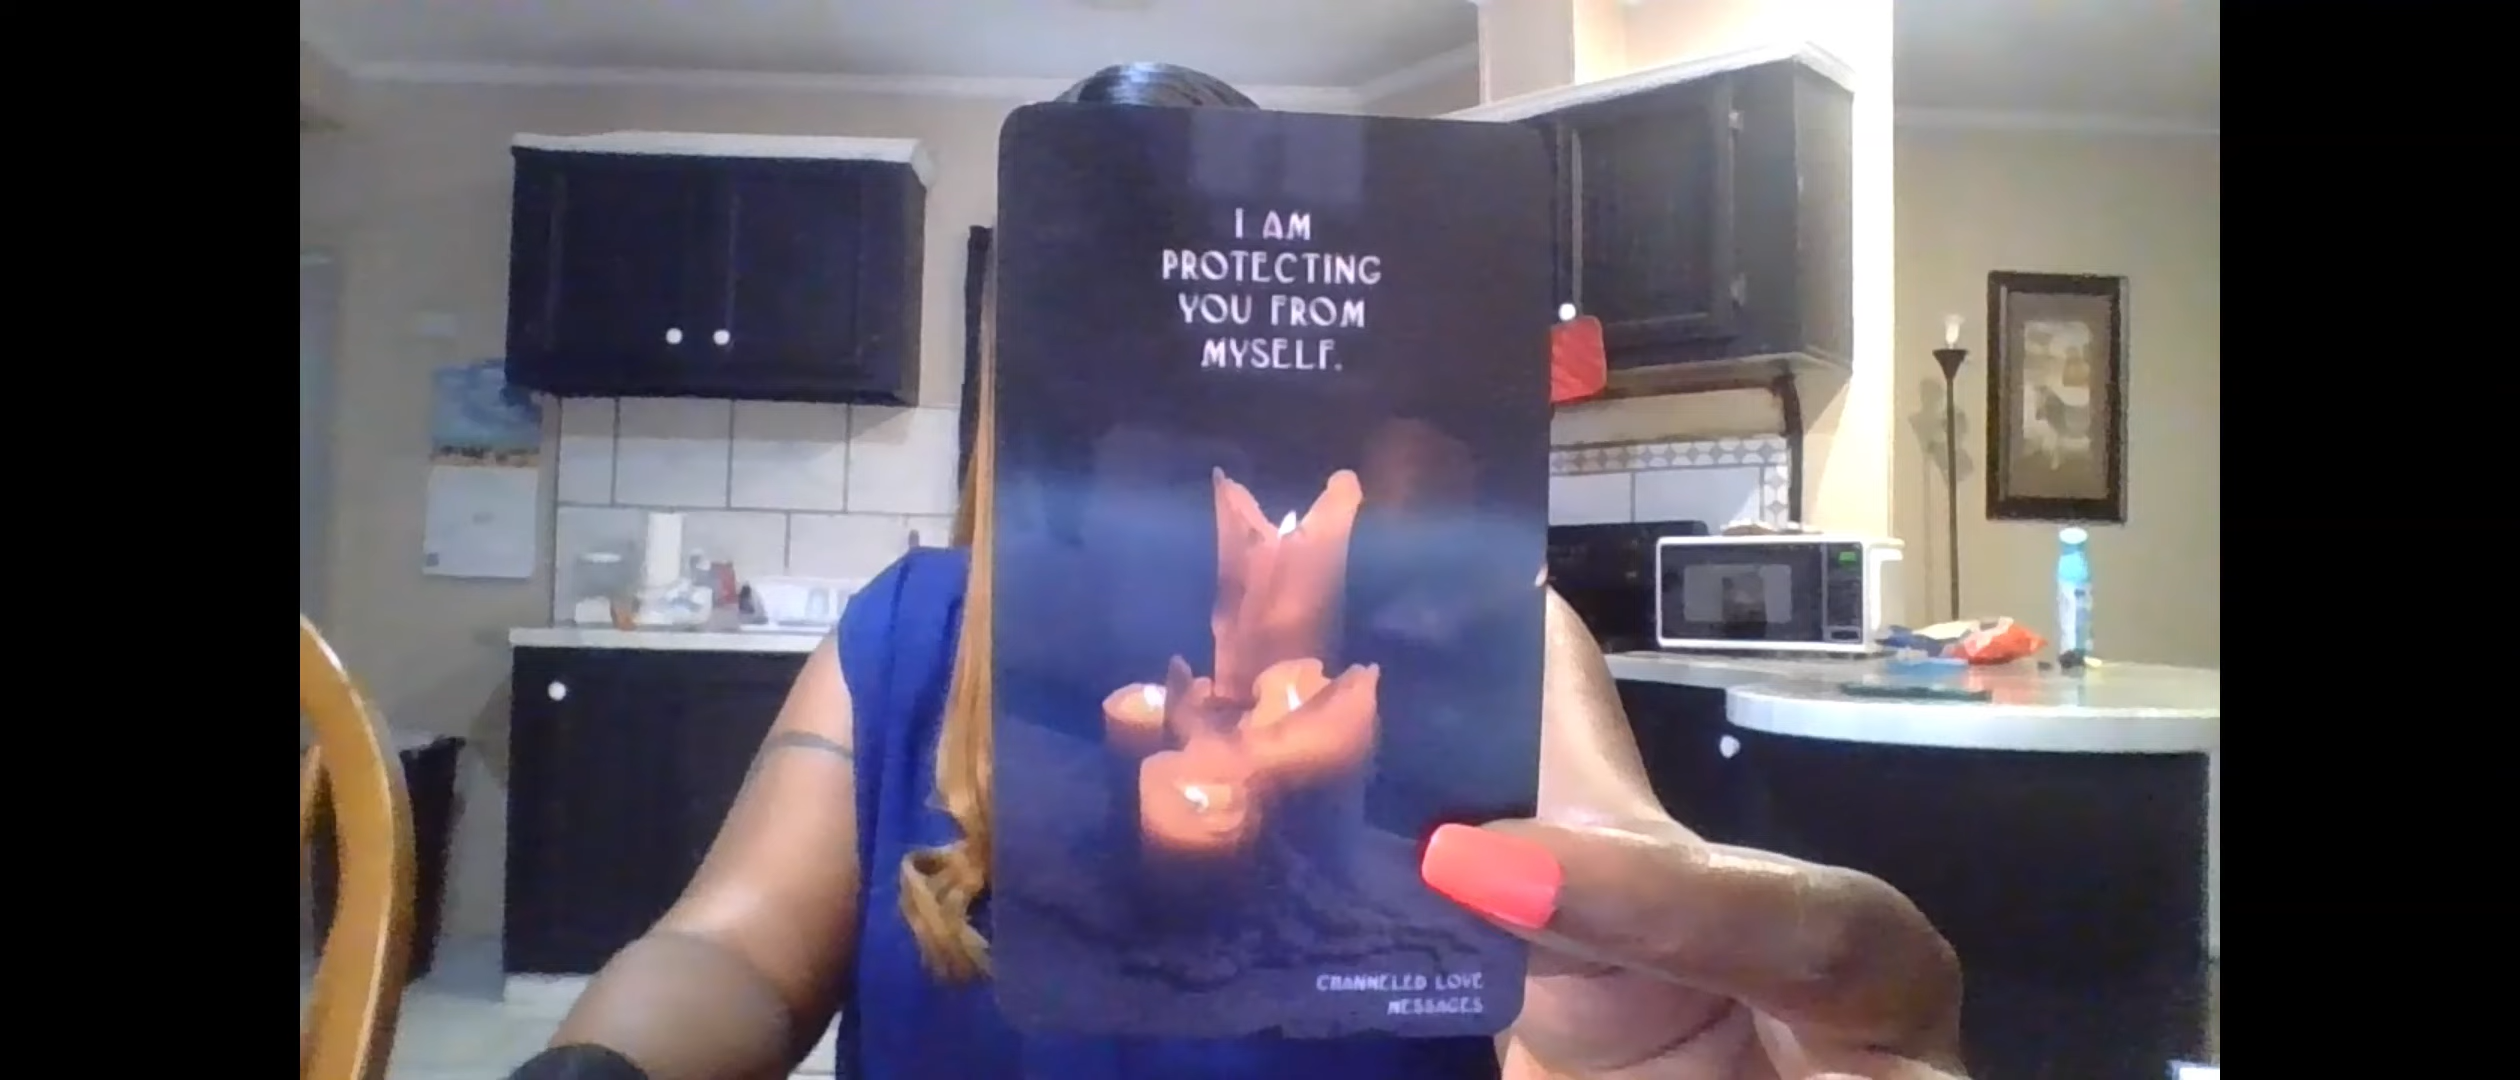 I AM
PROTECTING
YOU FROM
MYSELF.
CHANNELED LOVE
MESSAGES